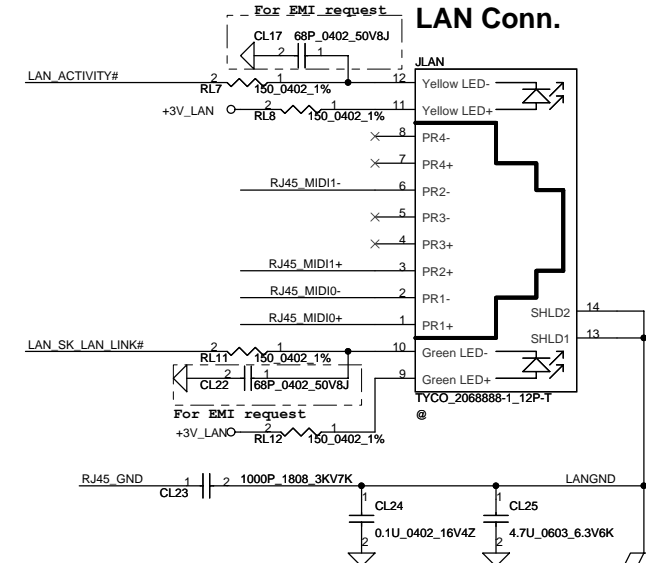 For EMI request
LAN Conn.
CL17 68P_0402_50V8J
2 1
JLAN
LAN_ACTIVITY# 2 1 12 Yellow LED-
RL7 150_0402_1%
+3V_LAN 2 1 11 Yellow LED+
RL8 150_0402_1%
8 PR4-
7 PR4+
RJ45_MIDI1- 6 PR2-
5 PR3-
4 PR3+
RJ45_MIDI1+ 3 PR2+
RJ45_MIDI0- 2 PR1-
SHLD2 14
RJ45_MIDI0+ 1 PR1+
SHLD1 13
LAN_SK_LAN_LINK# 2 1 10 Green LED-
RL11 150_0402_1%
2 1 9 Green LED+
CL22 68P_0402_50V8J
TYCO_2068888-1_12P-T
@
For EMI request
+3V_LAN 2 1
RL12 150_0402_1%
RJ45_GND 1 2 1000P_1808_3KV7K LANGND
CL23
1 CL24 1 CL25
0.1U_0402_16V4Z 4.7U_0603_6.3V6K
2 2